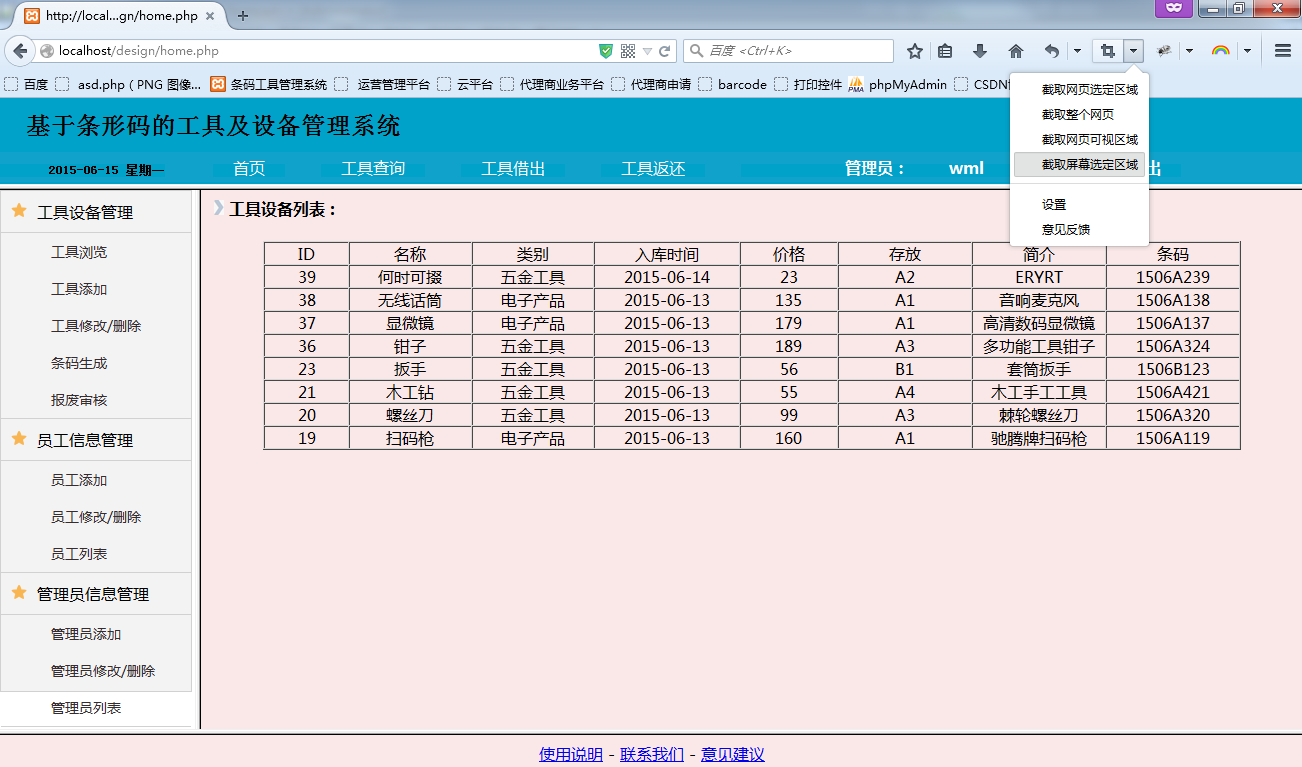 http://local...gn/home.php
localhost/design/home.php
百度 <Ctrl+K>
百度 asd.php ( PNG 图像... 条码工具管理系统 运营管理平台 云平台 代理商业务平台 代理商申请 barcode 打印控件 phpMyAdmin CSDN
截取网页选定区域
截取整个网页
截取网页可视区域
截取屏幕选定区域
设置
意见反馈
基于条形码的工具及设备管理系统
2015-06-15 星期一 首页 工具查询 工具借出 工具返还 管理员： wml 出
工具设备管理
工具浏览
工具添加
工具修改/删除
条码生成
报废审核
员工信息管理
员工添加
员工修改/删除
员工列表
管理员信息管理
管理员添加
管理员修改/删除
管理员列表
工具设备列表：
ID 名称 类别 入库时间 价格 存放 简介 条码
39 何时可掇 五金工具 2015-06-14 23 A2 ERYRT 1506A239
38 无线话筒 电子产品 2015-06-13 135 A1 音响麦克风 1506A138
37 显微镜 电子产品 2015-06-13 179 A1 高清数码显微镜 1506A137
36 钳子 五金工具 2015-06-13 189 A3 多功能工具钳子 1506A324
23 扳手 五金工具 2015-06-13 56 B1 套筒扳手 1506B123
21 木工钻 五金工具 2015-06-13 55 A4 木工手工工具 1506A421
20 螺丝刀 五金工具 2015-06-13 99 A3 棘轮螺丝刀 1506A320
19 扫码枪 电子产品 2015-06-13 160 A1 驰腾牌扫码枪 1506A119
使用说明 - 联系我们 - 意见建议